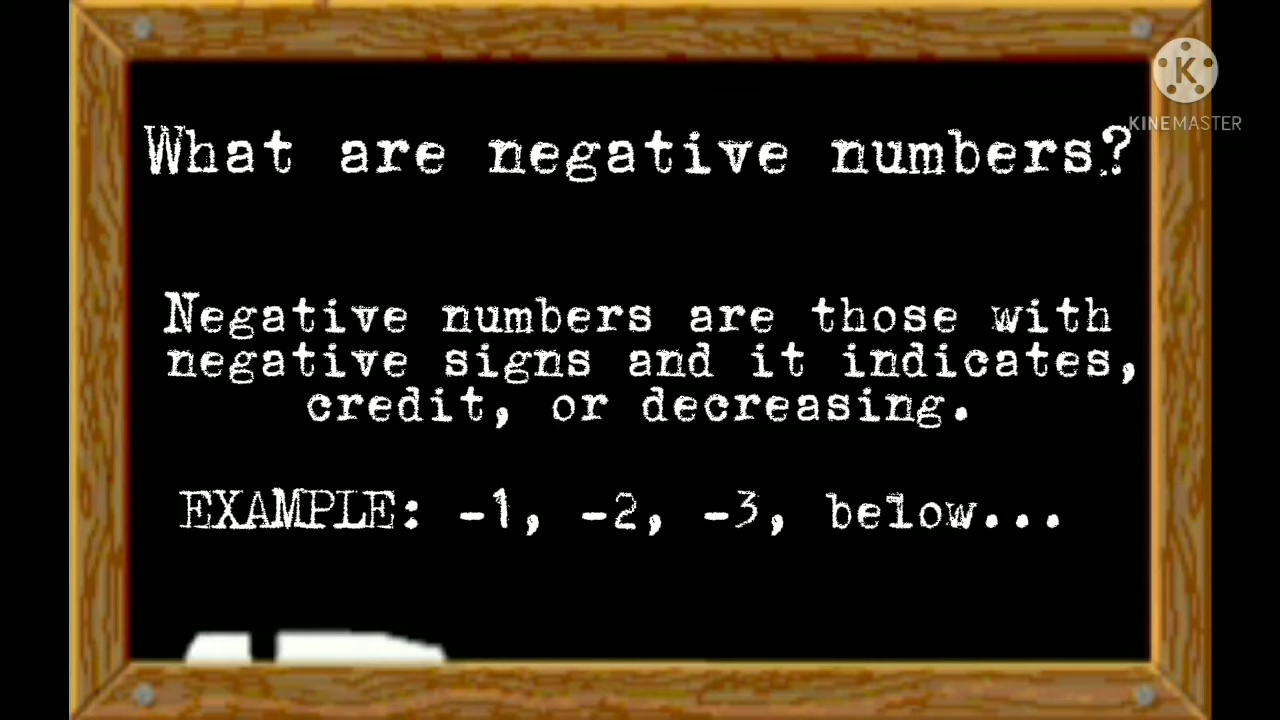 What are negative numbers?
KINEMASTER
Negative numbers are those with
negative signs and it indicates,
credit, or decreasing.
EXAMPLE: -1, -2, -3, below...